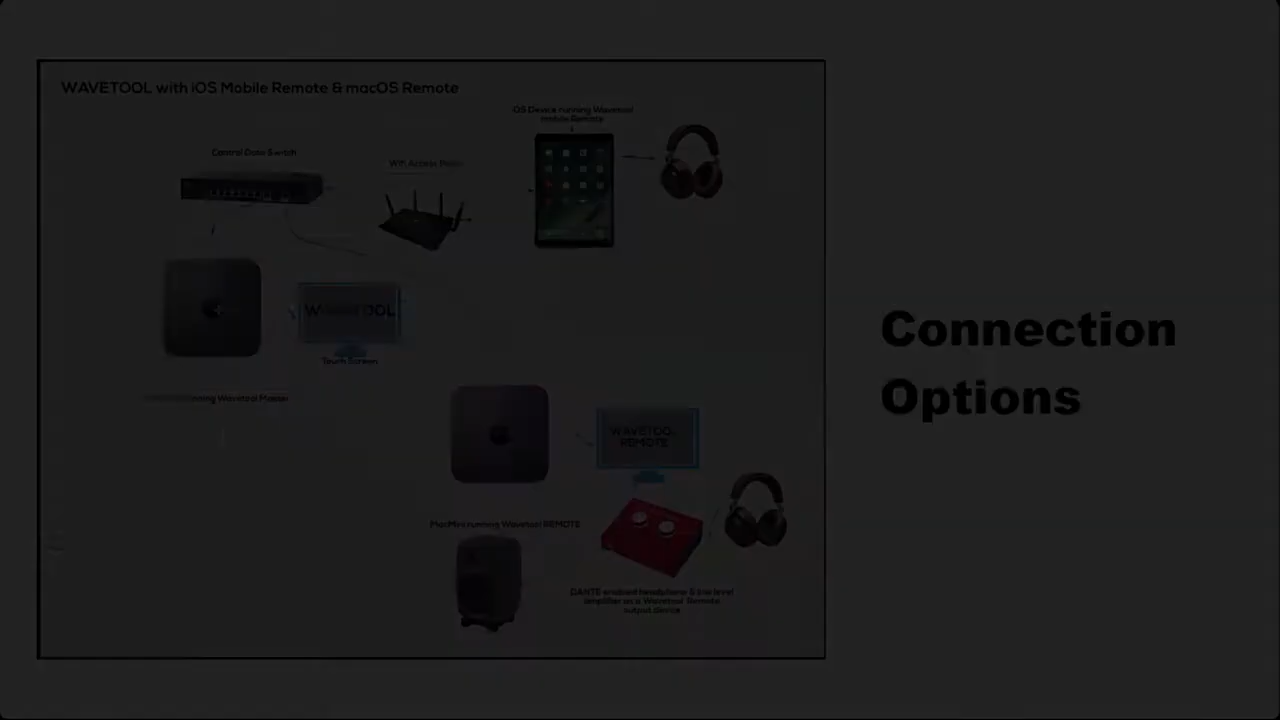 WAVETOOL with iOS Mobile Remote & macOS Remote
OS Device running Wavetool
mobile Remote
Control Data Switch
Wifi Access Point
WAVETOOL
Touch Screen
running Wavetool Master
WAVETOOL
REMOTE
MacMini running Wavetool REMOTE
DANTE enabled headphone & line level
amplifier as a Wavetool Remote
output device
Connection
Options